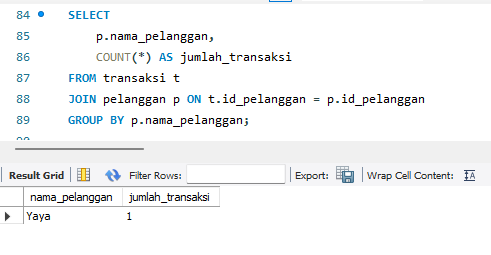 84 SELECT
85 p.nama_pelanggan,
86 COUNT(*) AS jumlah_transaksi
87 FROM transaksi t
88 JOIN pelanggan p ON t.id_pelanggan = p.id_pelanggan
89 GROUP BY p.nama_pelanggan;
Result Grid Filter Rows: Export: Wrap Cell Content:
nama_pelanggan jumlah_transaksi
Yaya 1